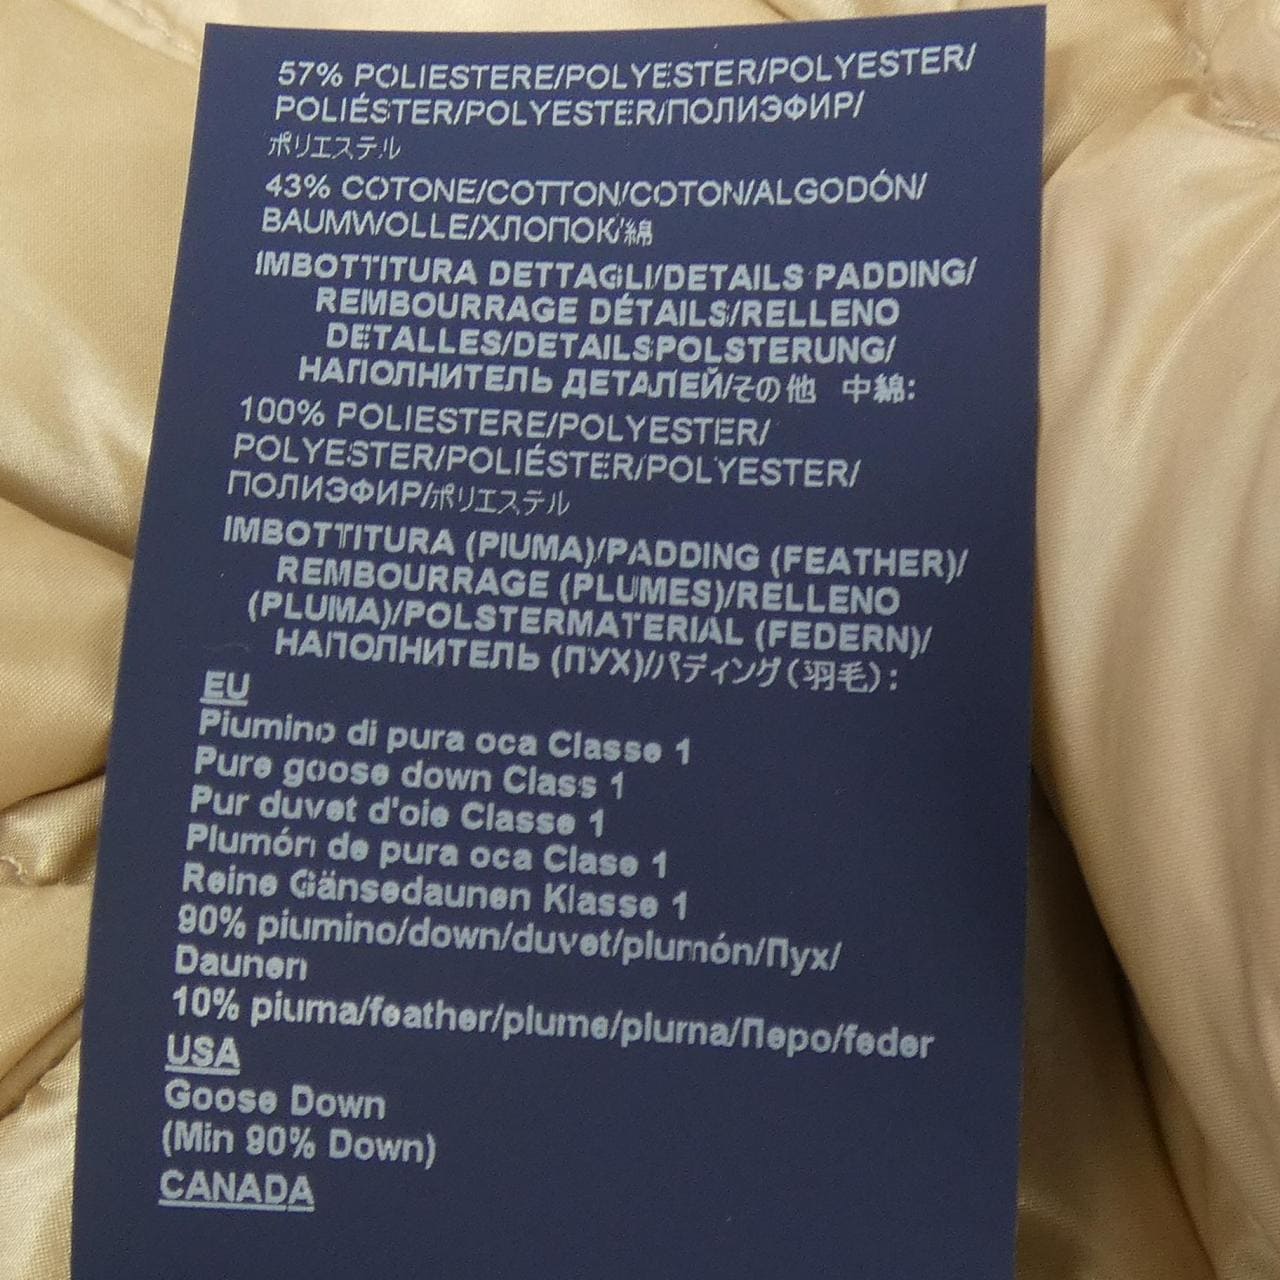 57% POLIESTERE/POLYESTER/POLYESTER/
POLIÉSTER/POLYESTER/ПОЛИЭФИР/
ポリエステル
43% COTONE/COTTON/COTON/ALGODÓN/
BAUMWOLLE/ХЛОПОК/綿
IMBOTTITURA DETTAGLI/DETAILS PADDING/
REMBOURRAGE DÉTAILS/RELLENO
DETALLES/DETAILSPOLSTERUNG/
НАПОЛНИТЕЛЬ ДЕТАЛЕЙ/その他 中綿:
100% POLIESTERE/POLYESTER/
POLYESTER/POLIÉSTER/POLYESTER/
ПОЛИЭФИР/ポリエステル
IMBOTTITURA (PIUMA)/PADDING (FEATHER)/
REMBOURRAGE (PLUMES)/RELLENO
(PLUMA)/POLSTERMATERIAL (FEDERN)/
НАПОЛНИТЕЛЬ (ПУХ)/パディング(羽毛):
EU
Piumino di pura oca Classe 1
Pure goose down Class 1
Pur duvet d'oie Classe 1
Plumón de pura oca Clase 1
Reine Gänsedaunen Klasse 1
90% piumino/down/duvet/plumón/Пух/
Daunen
10% piuma/feather/plume/pluma/Перо/feder
USA
Goose Down
(Min 90% Down)
CANADA